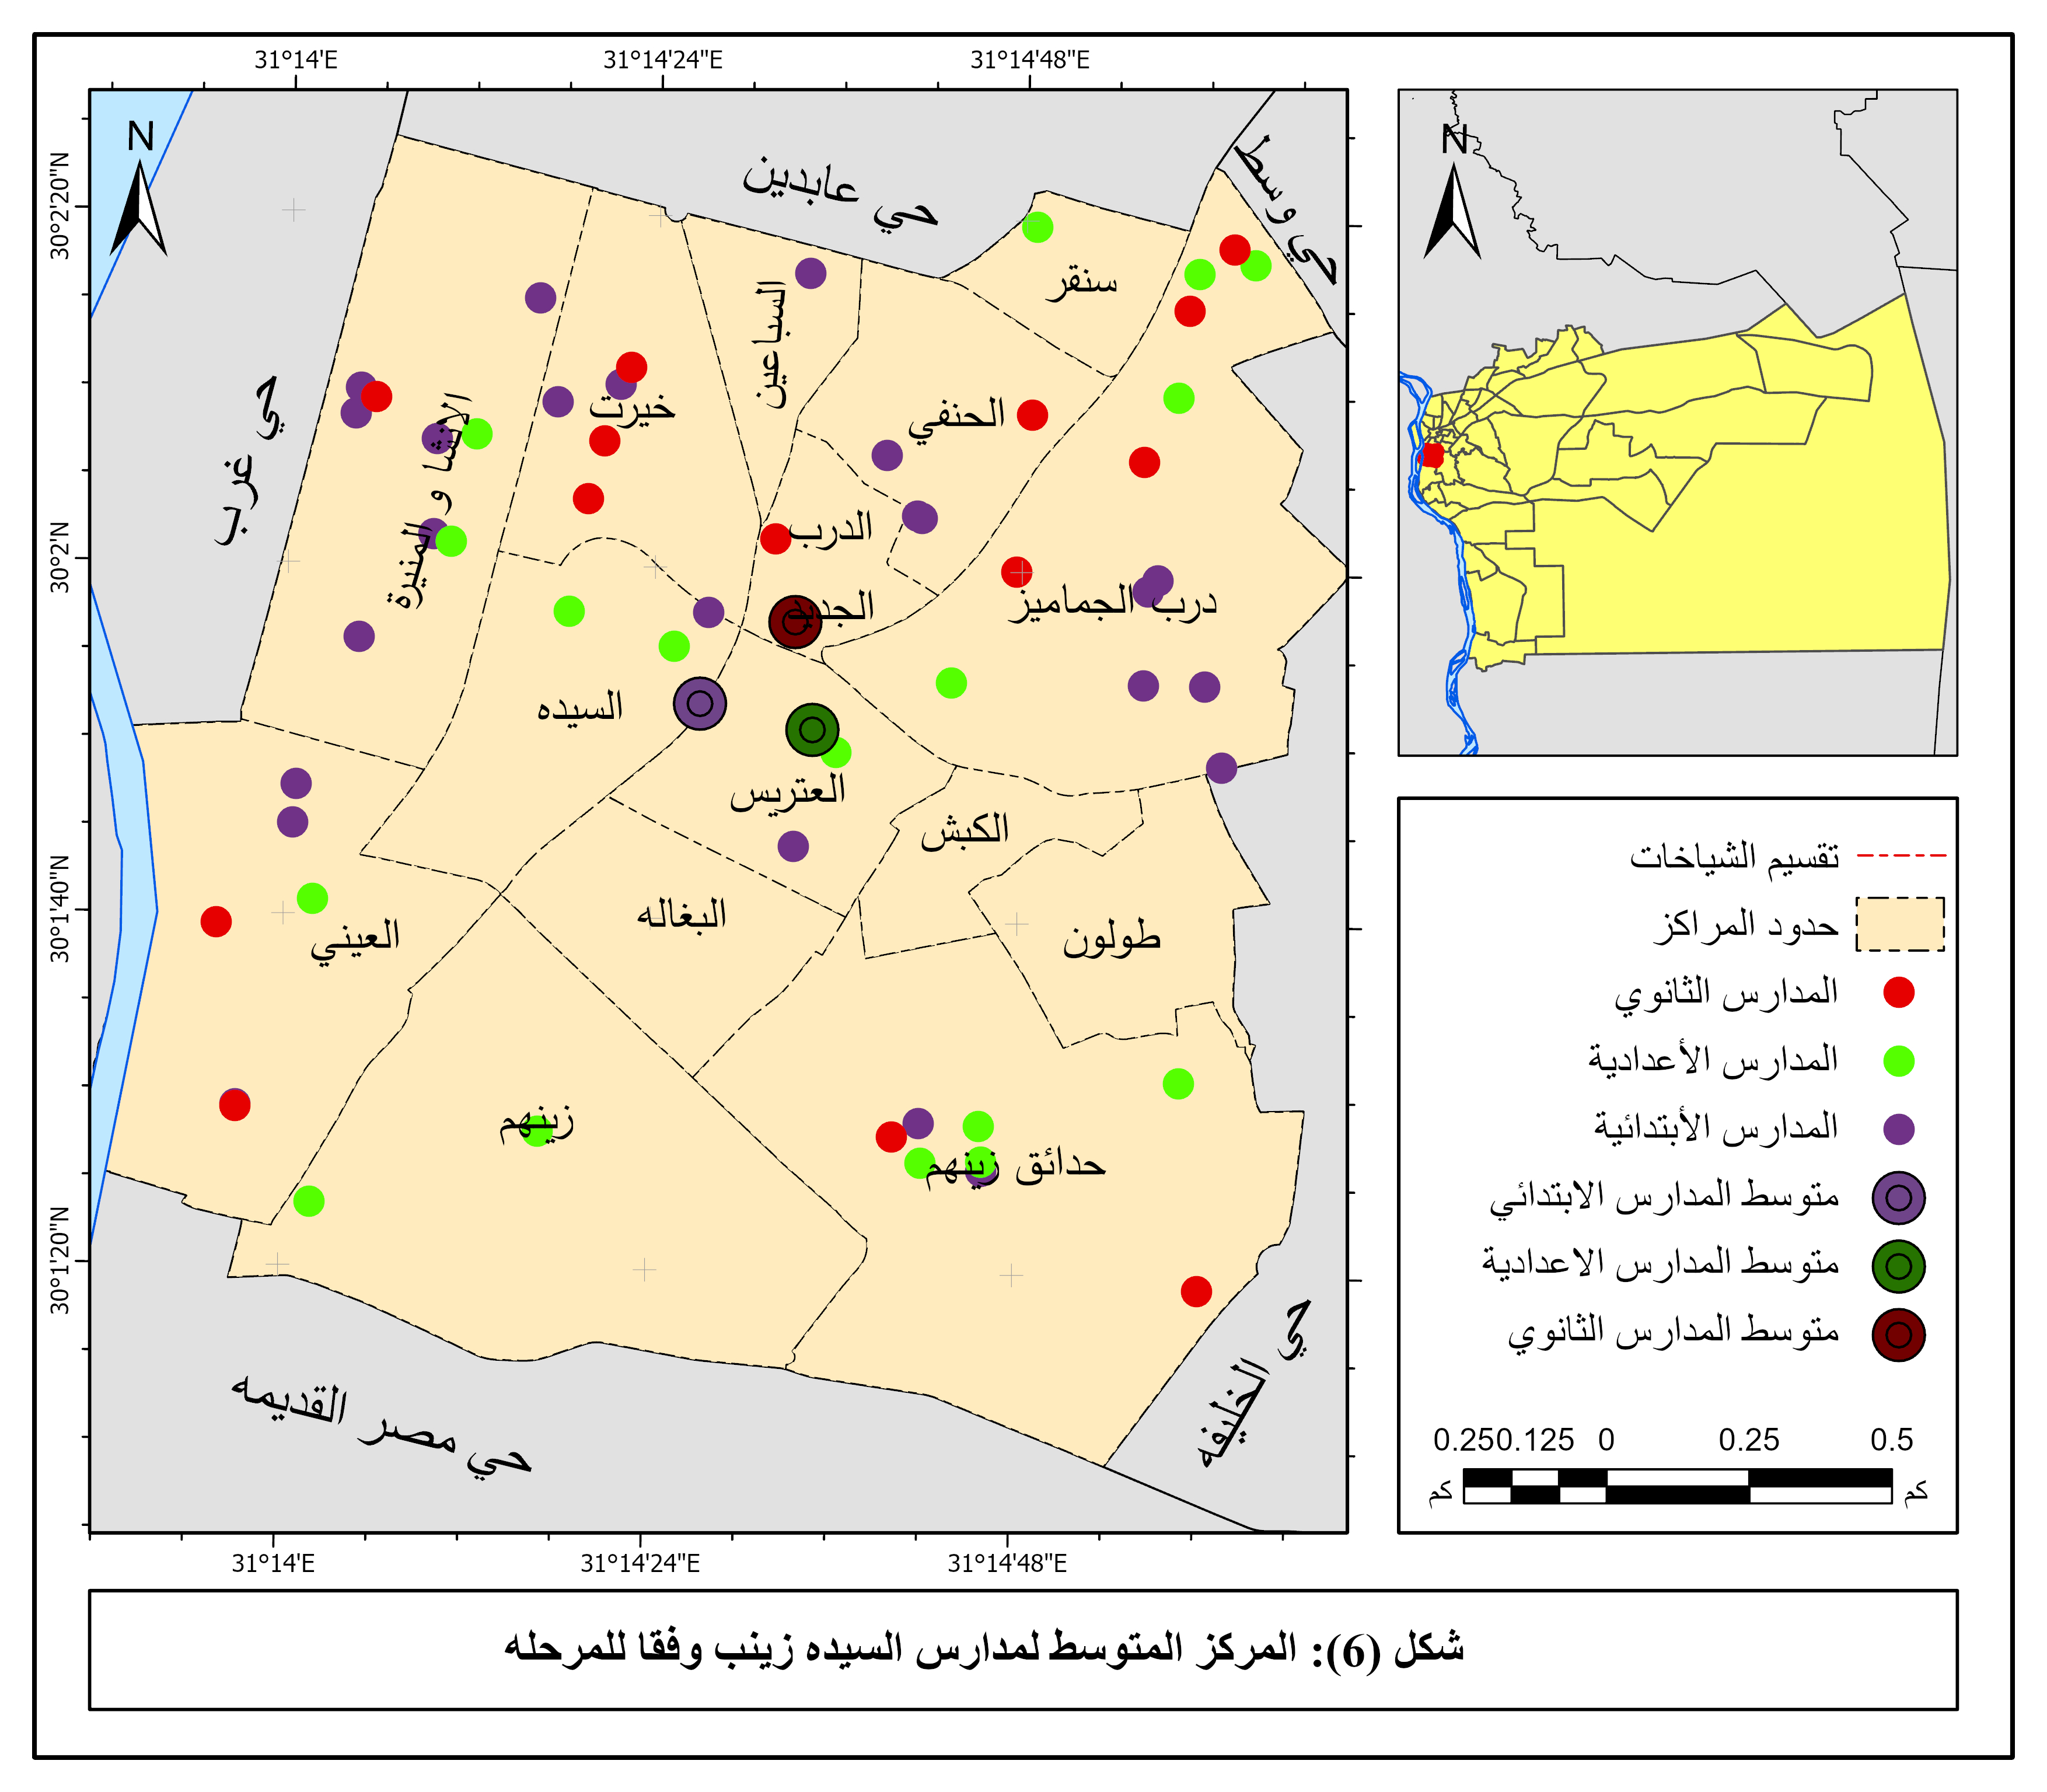 31°14'E
31°14'24"E
31°14'48"E
30°2'20"N
30°2'N
30°1'40"N
30°1'20"N
N
حي عابدين
حي وسط
حي غرب
سنقر
السباعين
خيرت
الحنفي
الانشا و المنيرة
الدرب
الجديد
درب الجماميز
السيده
العتريس
الكبش
البغاله
طولون
العيني
زينهم
حدائق زينهم
حي الخليفه
حي مصر القديمه
31°14'E
31°14'24"E
31°14'48"E
N
تقسيم الشياخات
حدود المراكز
المدارس الثانوي
المدارس الأعدادية
المدارس الأبتدائية
متوسط المدارس الابتدائي
متوسط المدارس الاعدادية
متوسط المدارس الثانوي
0.25 0.125 0 0.25 0.5
كم كم
شكل (6): المركز المتوسط لمدارس السيده زينب وفقا للمرحله